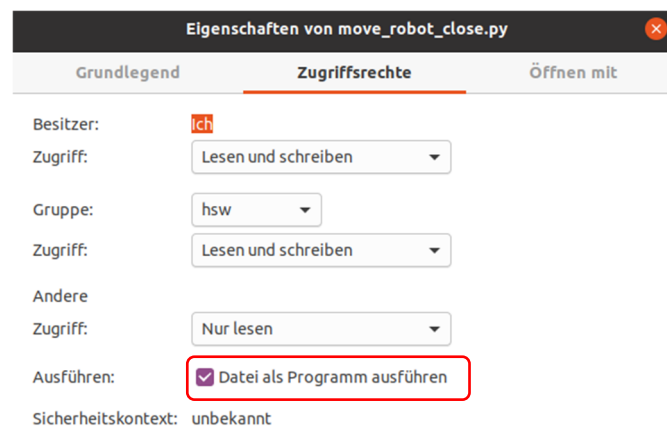 Eigenschaften von move_robot_close.py
Grundlegend Zugriffsrechte Öffnen mit
Besitzer: Ich
Zugriff: Lesen und schreiben
Gruppe: hsw
Zugriff: Lesen und schreiben
Andere
Zugriff: Nur lesen
Ausführen: Datei als Programm ausführen
Sicherheitskontext: unbekannt